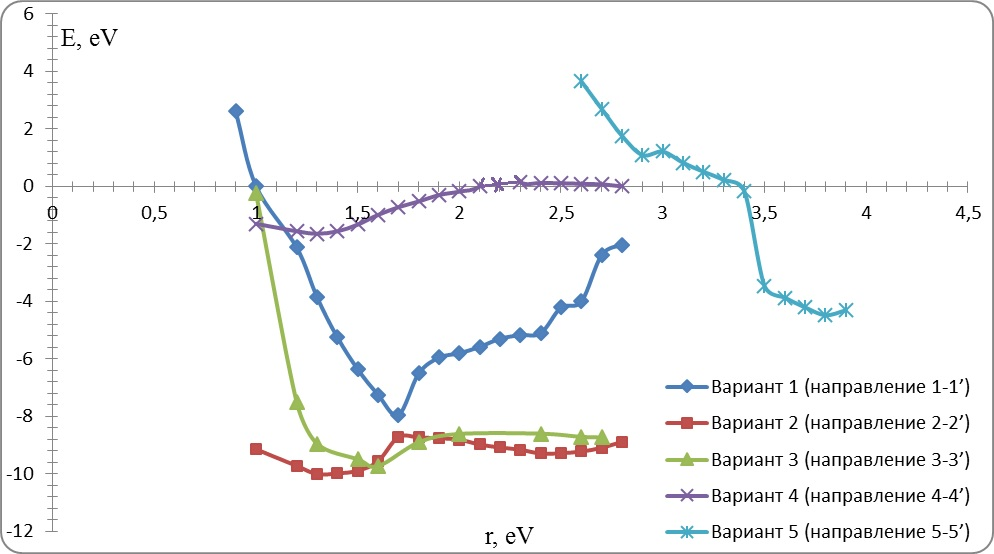 6
E, eV
4
2
0
0
0,5
1
1,5
2
2,5
3
3,5
4
4,5
-2
-4
-6
-8
-10
-12
r, eV
Вариант 1 (направление 1-1’)
Вариант 2 (направление 2-2’)
Вариант 3 (направление 3-3’)
Вариант 4 (направление 4-4’)
Вариант 5 (направление 5-5’)